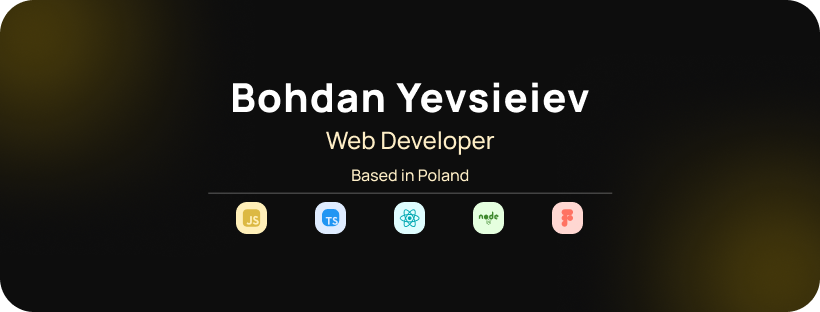 Bohdan Yevsieiev
Web Developer
Based in Poland
JS TS node